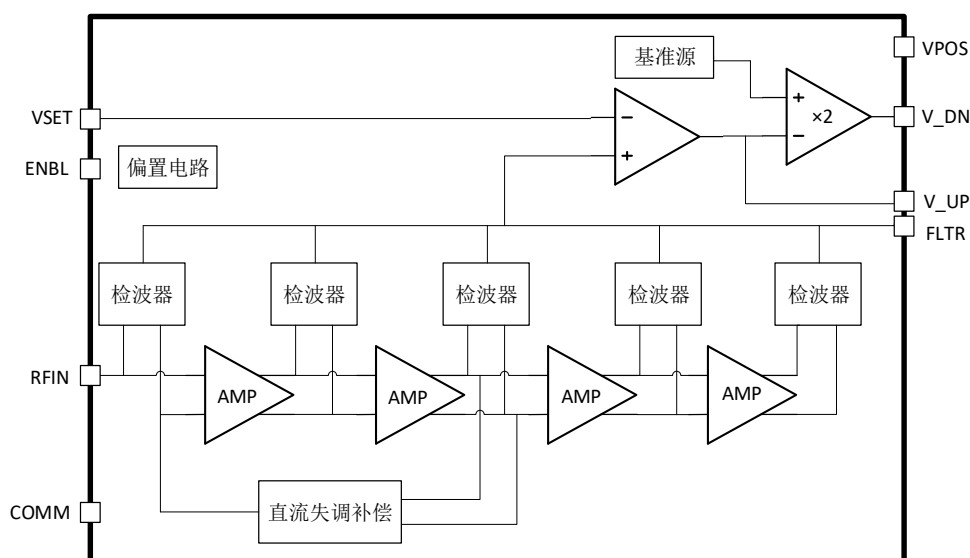 基准源
VPOS
VSET
−
+
×2
V_DN
+
−
ENBL
偏置电路
V_UP
FLTR
检波器
检波器
检波器
检波器
检波器
RFIN
AMP
AMP
AMP
AMP
COMM
直流失调补偿